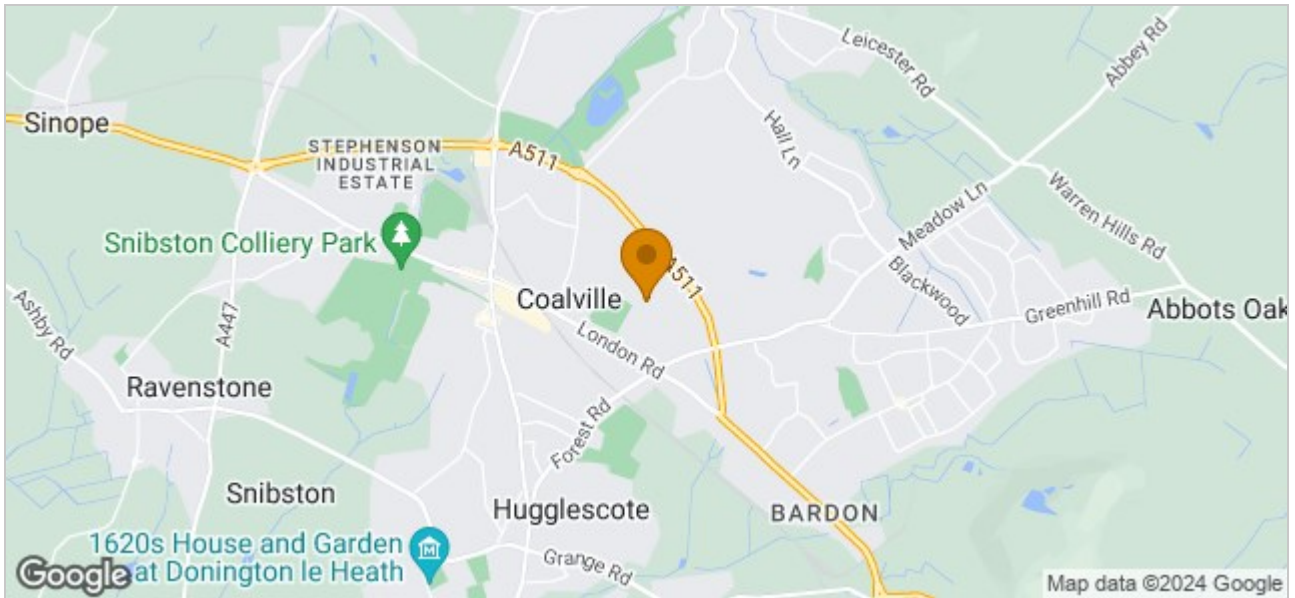 Leicester Rd
Abbey Rd
Sinope
STEPHENSON
INDUSTRIAL
ESTATE
A511
Hall Ln
Meadow Ln
Warren Hills Rd
Snibston Colliery Park
A511
Blackwood
Greenhill Rd
Abbots Oak
Coalville
Ashby Rd
A447
London Rd
Ravenstone
Forest Rd
Snibston
Hugglescote
BARDON
1620s House and Garden
at Donington le Heath
Grange Rd
Google
Map data ©2024 Google